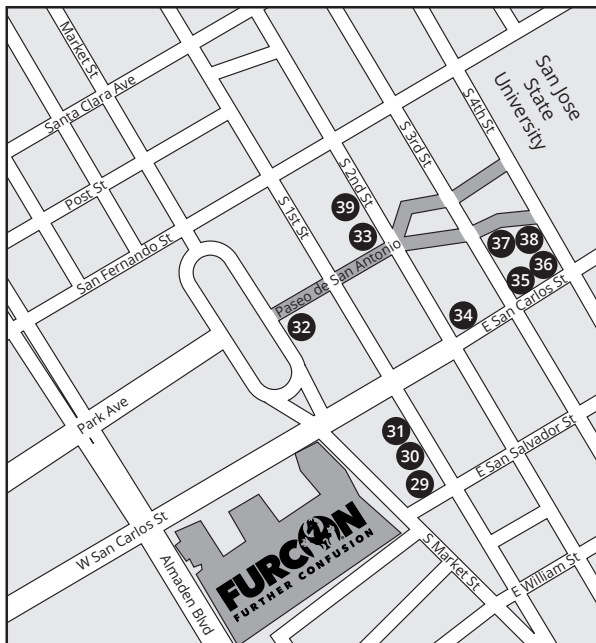 Market St
Santa Clara Ave
Post St
San Fernando St
S 1st St
S 2nd St
S 3rd St
S 4th St
San Jose
State
University
39
33
Paseo de San Antonio
37
38
36
35
32
34
E San Carlos St
Park Ave
31
30
29
E San Salvador St
W San Carlos St
Almaden Blvd
FURCON
FURTHER CONFUSION
S Market St
E William St